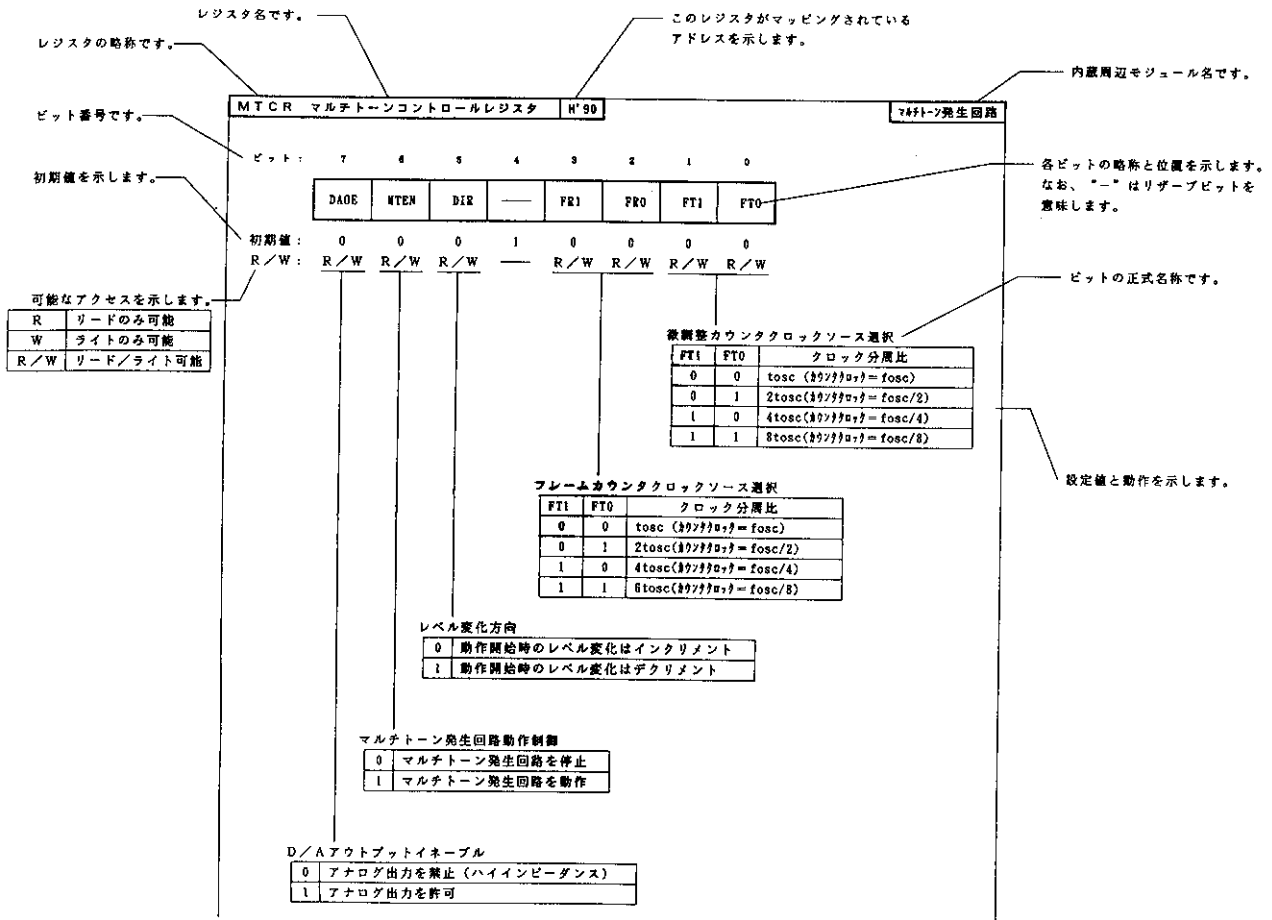 レジスタ名です。
レジスタの略称です。
このレジスタがマッピングされている
アドレスを示します。
内蔵周辺モジュール名です。
MTCR マルチトーンコントロールレジスタ H'90
マルチトーン発生回路
ビット番号です。
ビット： 7 6 5 4 3 2 1 0
初期値を示します。
DAOE MTEN DIR — FR1 FR0 FT1 FT0
各ビットの略称と位置を示します。
なお、"－"はリザーブビットを
意味します。
初期値： 0 0 0 1 0 0 0 0
R／W： R／W R／W R／W — R／W R／W R／W R／W
可能なアクセスを示します。
R リードのみ可能
W ライトのみ可能
R／W リード／ライト可能
ビットの正式名称です。
微調整カウンタクロックソース選択
FT1 FT0 クロック分周比
0 0 tosc (ｶｳﾝﾀｸﾛｯｸ＝fosc)
0 1 2tosc(ｶｳﾝﾀｸﾛｯｸ＝fosc/2)
1 0 4tosc(ｶｳﾝﾀｸﾛｯｸ＝fosc/4)
1 1 8tosc(ｶｳﾝﾀｸﾛｯｸ＝fosc/8)
設定値と動作を示します。
フレームカウンタクロックソース選択
FT1 FT0 クロック分周比
0 0 tosc (ｶｳﾝﾀｸﾛｯｸ＝fosc)
0 1 2tosc(ｶｳﾝﾀｸﾛｯｸ＝fosc/2)
1 0 4tosc(ｶｳﾝﾀｸﾛｯｸ＝fosc/4)
1 1 6tosc(ｶｳﾝﾀｸﾛｯｸ＝fosc/8)
レベル変化方向
0 動作開始時のレベル変化はインクリメント
1 動作開始時のレベル変化はデクリメント
マルチトーン発生回路動作制御
0 マルチトーン発生回路を停止
1 マルチトーン発生回路を動作
D／Aアウトプットイネーブル
0 アナログ出力を禁止（ハイインピーダンス）
1 アナログ出力を許可